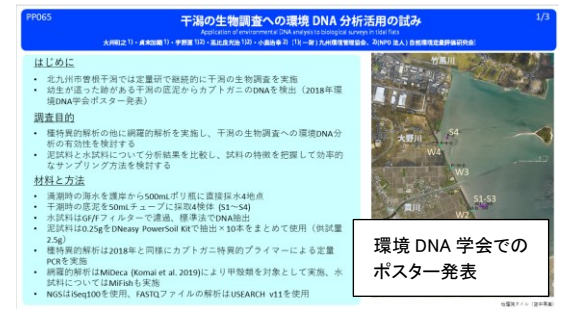 PP065
干潟の生物調査への環境 DNA 分析活用の試み
1/3
Application of environmental DNA analysis to biological surveys in tidal flats
はじめに
• 北九州市曽根干潟では定量研で継続的に干潟の生物調査を実施
• 幼生が這った跡がある干潟の底泥からカブトガニのDNAを検出（2018年環
境DNA学会ポスター発表）
調査目的
• 種特異的解析の他に網羅的解析を実施し、干潟の生物調査への環境DNA分
析の有効性を検討する
• 泥試料と水試料について分析結果を比較し、試料の特徴を把握して効率的
なサンプリング方法を検討する
材料と方法
• 満潮時の海水を護岸から500mLポリ瓶に直接採水4地点
• 干潮時の底泥を50mLチューブに採取4検体（S1～S4）
• 水試料はGF/Fフィルターで濾過、標準法でDNA抽出
• 泥試料は0.25gをDNeasy PowerSoil Kitで抽出×10本をまとめて使用（供試量
2.5g）
• 種特異的解析は2018年と同様にカブトガニ特異的プライマーによる定量
PCRを実施
• 網羅的解析はMiDeca (Komai et al. 2019)により甲殻類を対象として実施、水
試料についてはMiFishも実施
• NGSはiSeq100を使用、FASTQファイルの解析はUSEARCH v11を使用
竹馬川
大野川
S4
W4
W3
貫川
S1-S3
W2
環境 DNA 学会での
ポスター発表